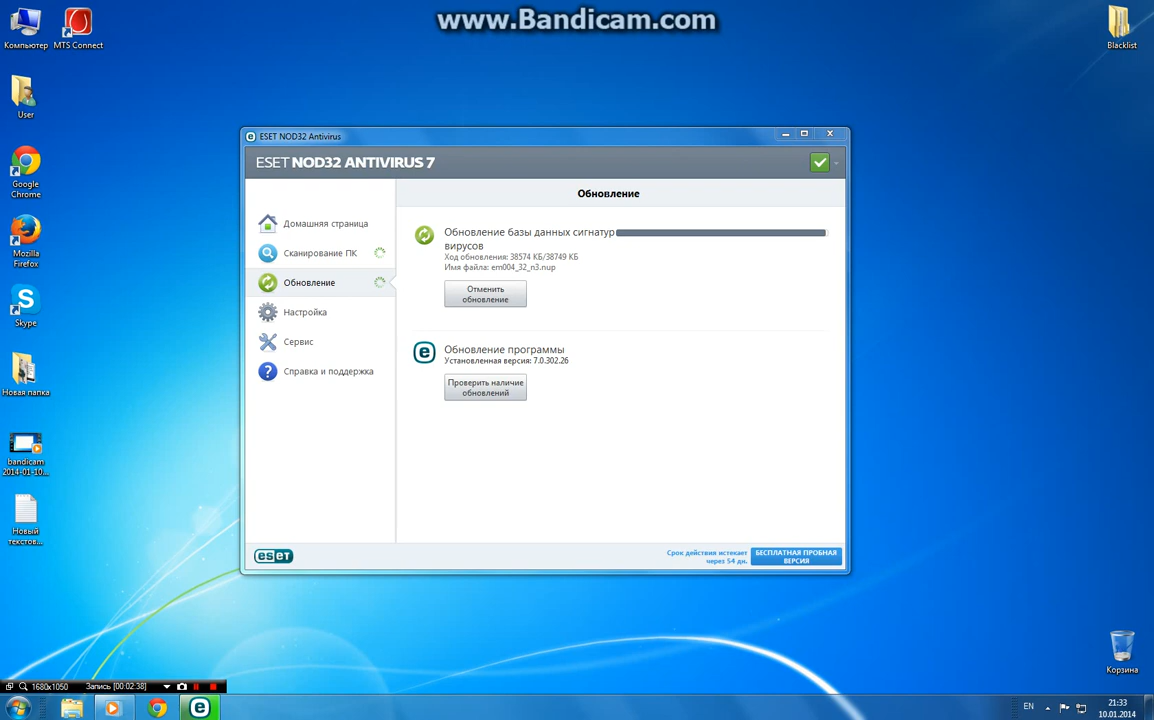 www.Bandicam.com
Компьютер
MTS Connect
Blacklist
User
Google
Chrome
Mozilla
Firefox
Skype
Новая папка
bandicam
2014-01-10...
Новый
текстов...
Корзина
ESET NOD32 Antivirus
ESET NOD32 ANTIVIRUS 7
Домашняя страница
Сканирование ПК
Обновление
Настройка
Сервис
Справка и поддержка
Обновление
Обновление базы данных сигнатур
вирусов
Ход обновления: 38574 КБ/38749 КБ
Имя файла: em004_32_n3.nup
Отменить
обновление
Обновление программы
Установленная версия: 7.0.302.26
Проверить наличие
обновлений
eset
Срок действия истекает
через 54 дн.
БЕСПЛАТНАЯ ПРОБНАЯ
ВЕРСИЯ
1680x1050
Запись [00:02:38]
EN
21:33
10.01.2014